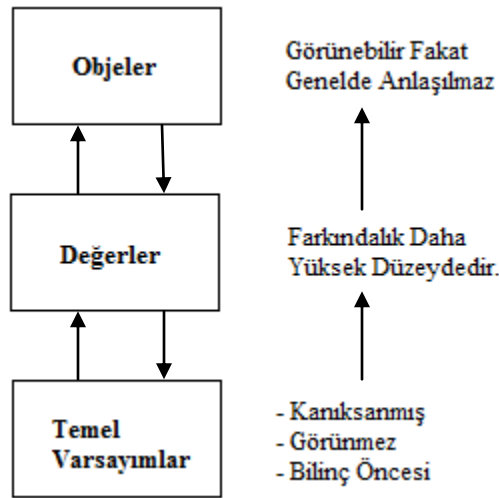 Objeler
Görünebilir Fakat
Genelde Anlaşılmaz
Değerler
Farkındalık Daha
Yüksek Düzeydedir.
Temel
Varsayımlar
- Kanıksanmış
- Görünmez
- Bilinç Öncesi